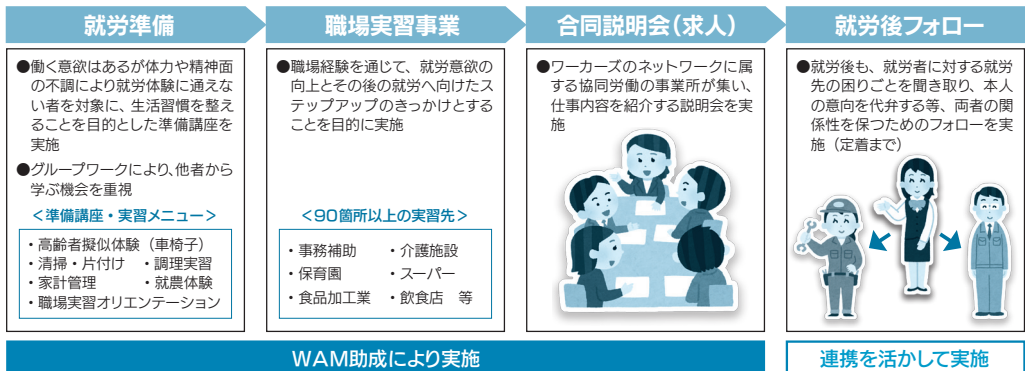 就労準備
●働く意欲はあるが体力や精神面
の不調により就労体験に通えな
い者を対象に、生活習慣を整え
ることを目的とした準備講座を
実施
●グループワークにより、他者から
学ぶ機会を重視
＜準備講座・実習メニュー＞
・高齢者擬似体験（車椅子）
・清掃・片付け ・調理実習
・家計管理 ・就農体験
・職場実習オリエンテーション
職場実習事業
●職場経験を通じて、就労意欲の
向上とその後の就労へ向けたス
テップアップのきっかけとする
ことを目的に実施
＜90箇所以上の実習先＞
・事務補助 ・介護施設
・保育園 ・スーパー
・食品加工業 ・飲食店 等
合同説明会（求人）
●ワーカーズのネットワークに属
する協同労働の事業所が集い、
仕事内容を紹介する説明会を実
施
就労後フォロー
●就労後も、就労者に対する就労
先の困りごとを聞き取り、本人
の意向を代弁する等、両者の関
係性を保つためのフォローを実
施（定着まで）
WAM助成により実施
連携を活かして実施